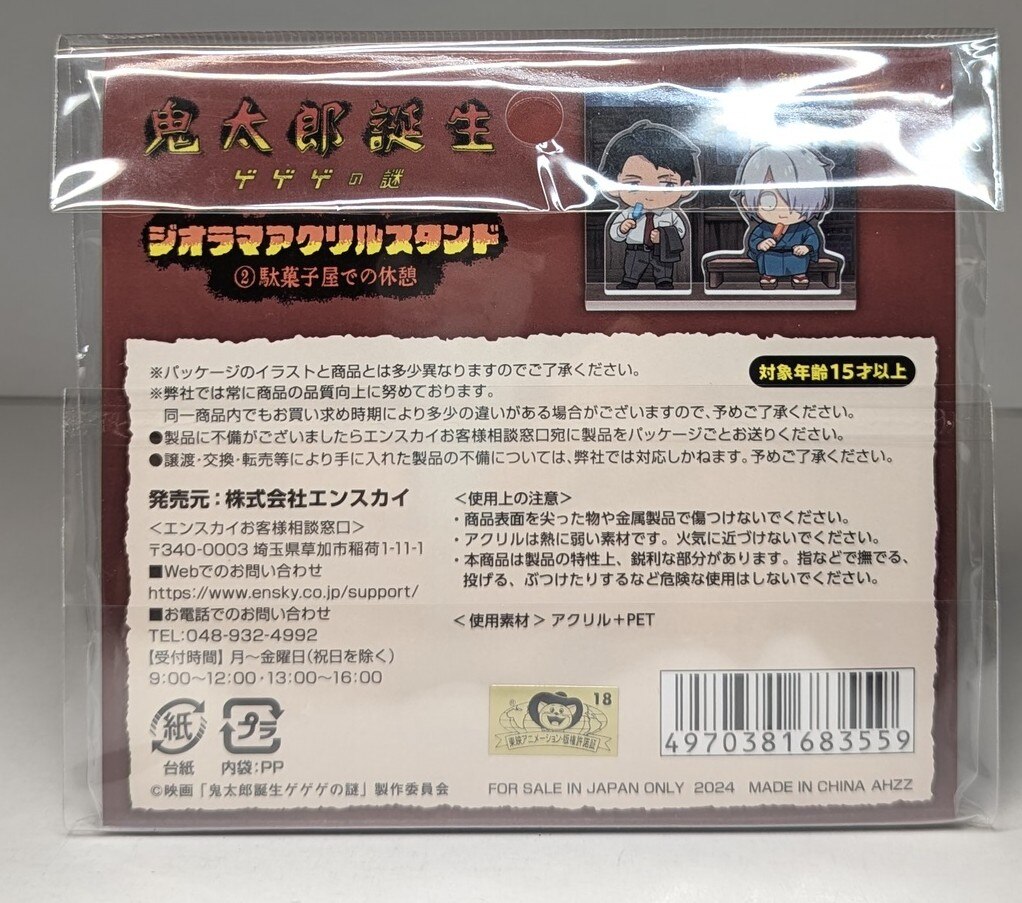 鬼太郎誕生
ゲゲゲの謎
ジオラマアクリルスタンド
②駄菓子屋での休憩
※パッケージのイラストと商品とは多少異なりますのでご了承ください。
対象年齢15才以上
※弊社では常に商品の品質向上に努めております。
同一商品内でもお買い求め時期により多少の違いがある場合がございますので、予めご了承ください。
●製品に不備がございましたらエンスカイお客様相談窓口宛に製品をパッケージごとお送りください。
●譲渡・交換・転売等により手に入れた製品の不備については、弊社では対応しかねます。予めご了承ください。
発売元:株式会社エンスカイ
<エンスカイお客様相談窓口>
〒340-0003 埼玉県草加市稲荷1-11-1
■Webでのお問い合わせ
https://www.ensky.co.jp/support/
■お電話でのお問い合わせ
TEL:048-932-4992
【受付時間】月~金曜日(祝日を除く)
9:00~12:00・13:00~16:00
<使用上の注意>
・商品表面を尖った物や金属製品で傷つけないでください。
・アクリルは熱に弱い素材です。火気に近づけないでください。
・本商品は製品の特性上、鋭利な部分があります。指などで撫でる、
投げる、ぶつけたりするなど危険な使用はしないでください。
<使用素材>アクリル+PET
紙
台紙
プラ
内袋:PP
18
東映アニメーション・版権許諾証
4970381683559
©映画「鬼太郎誕生ゲゲゲの謎」製作委員会
FOR SALE IN JAPAN ONLY 2024 MADE IN CHINA AHZZ